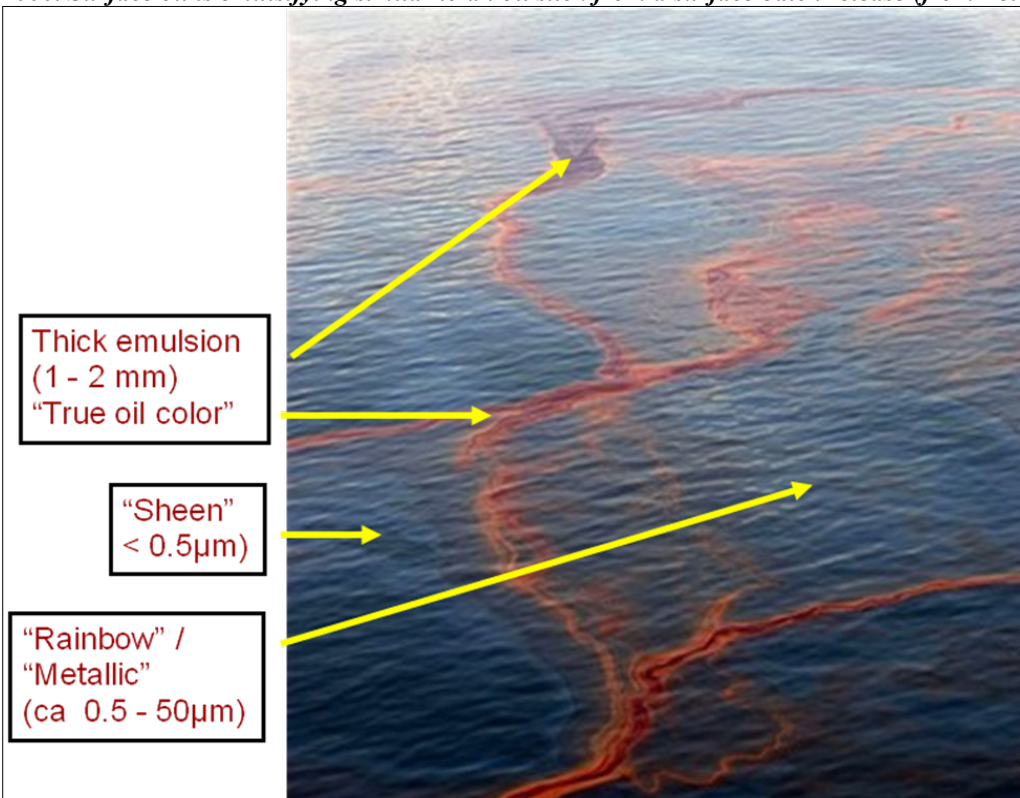 Thick emulsion
(1 - 2 mm)
“True oil color”
“Sheen”
< 0.5µm)
“Rainbow” /
“Metallic”
(ca 0.5 - 50µm)